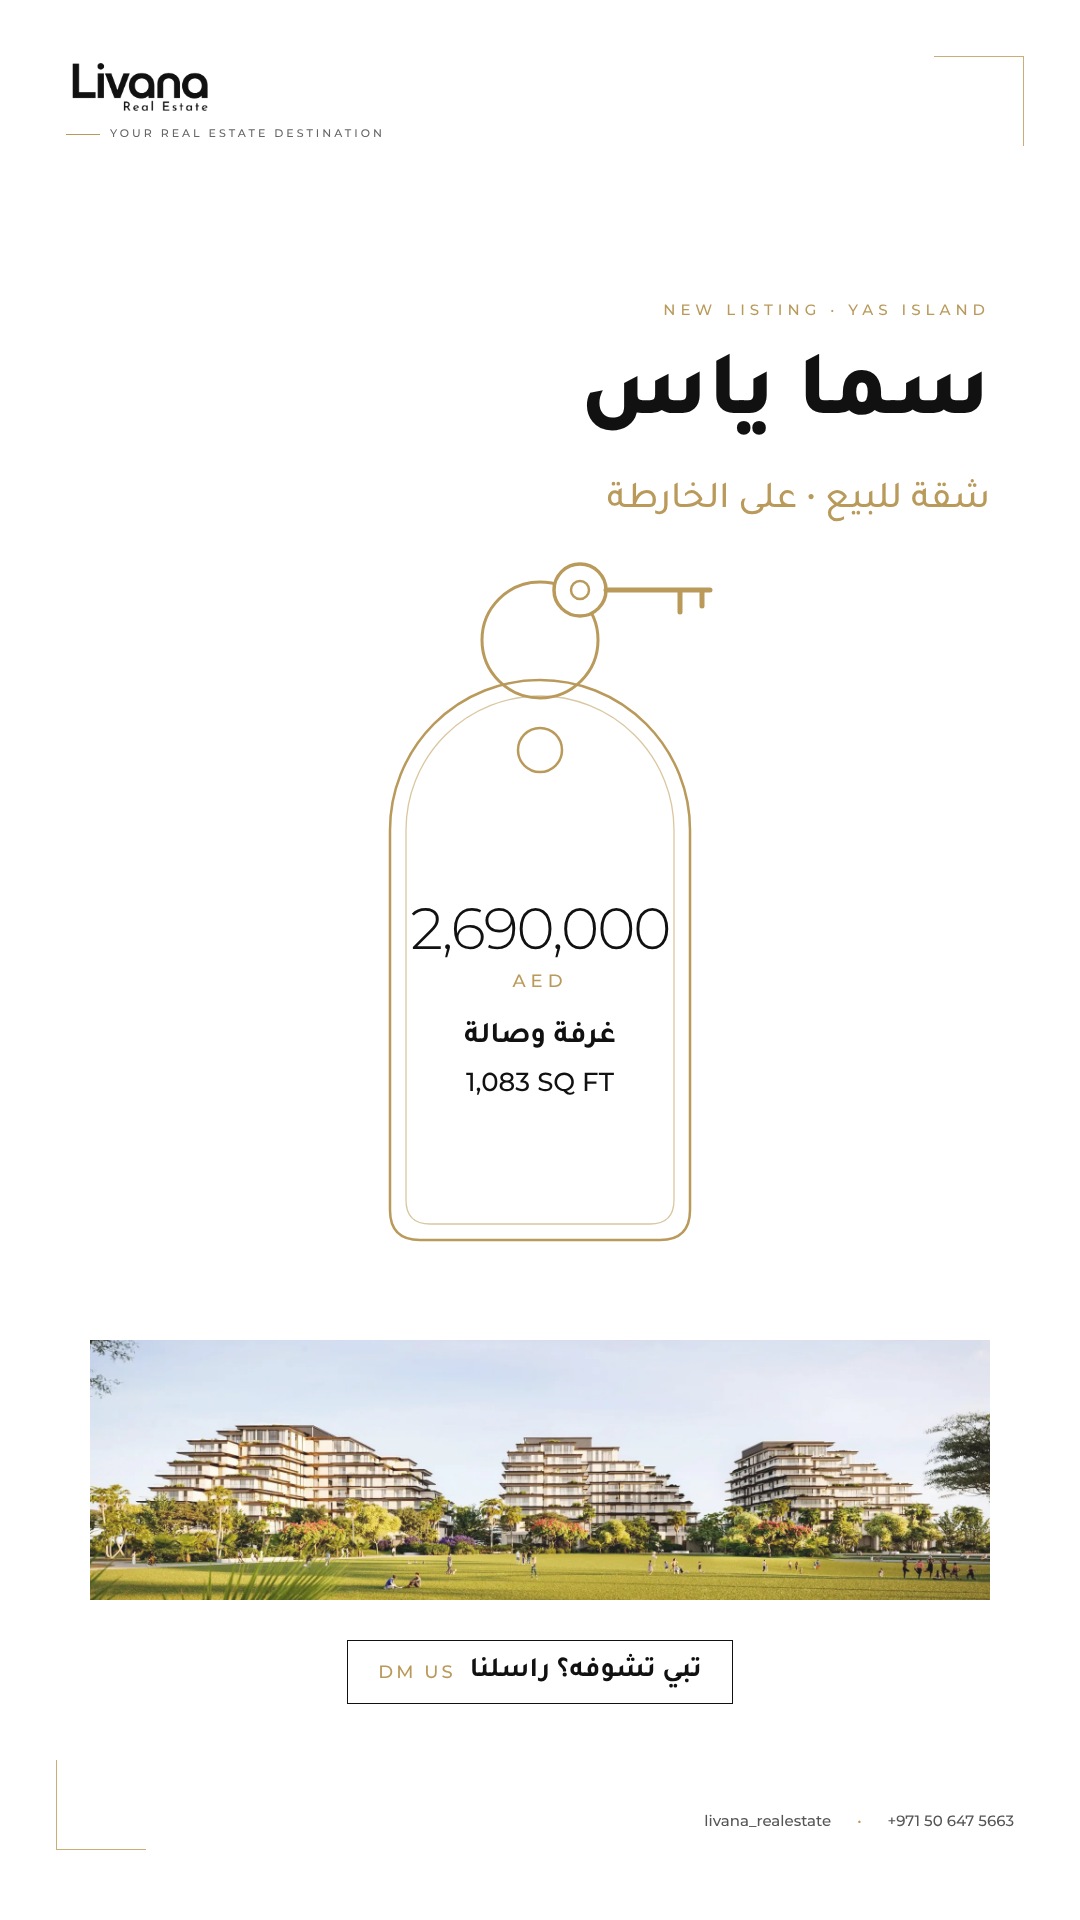 Livana
Real Estate
YOUR REAL ESTATE DESTINATION
NEW LISTING · YAS ISLAND
سما ياس
شقة للبيع · على الخارطة
2,690,000
AED
غرفة وصالة
1,083 SQ FT
تبي تشوفه؟ راسلنا DM US
livana_realestate · +971 50 647 5663